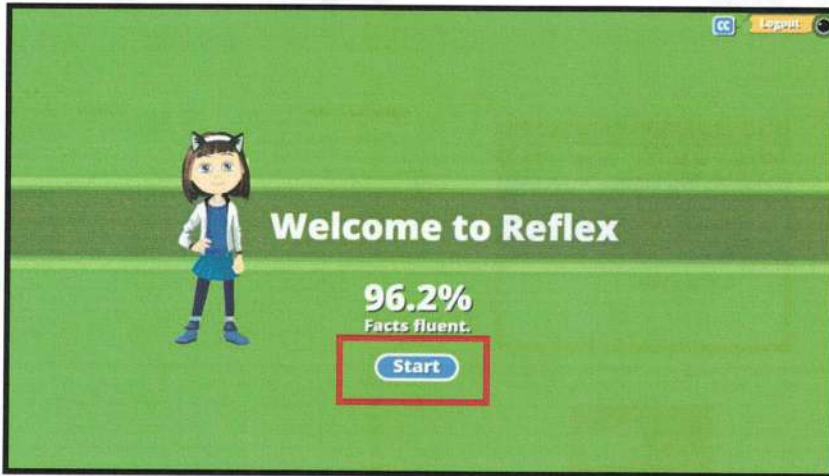 CC
Logout
Welcome to Reflex
96.2%
Facts fluent.
Start